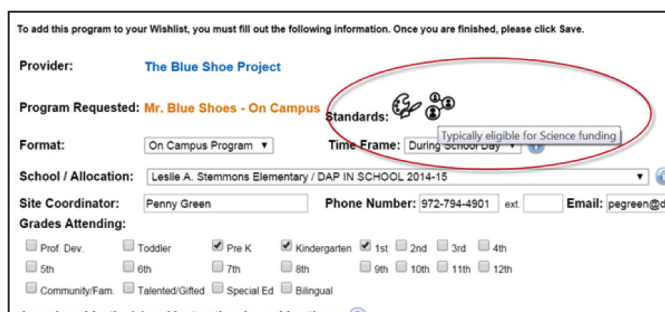 To add this program to your Wishlist, you must fill out the following information. Once you are finished, please click Save.
Provider: The Blue Shoe Project
Program Requested: Mr. Blue Shoes - On Campus Standards:
Typically eligible for Science funding
Format: On Campus Program Time Frame: During School Day
School / Allocation: Leslie A. Stemmons Elementary / DAP IN SCHOOL 2014-15
Site Coordinator: Penny Green Phone Number: 972-794-4901 ext. Email: pegreen@d
Grades Attending:
Prof. Dev. Toddler Pre K Kindergarten 1st 2nd 3rd 4th
5th 6th 7th 8th 9th 10th 11th 12th
Community/Fam. Talented/Gifted Special Ed Bilingual